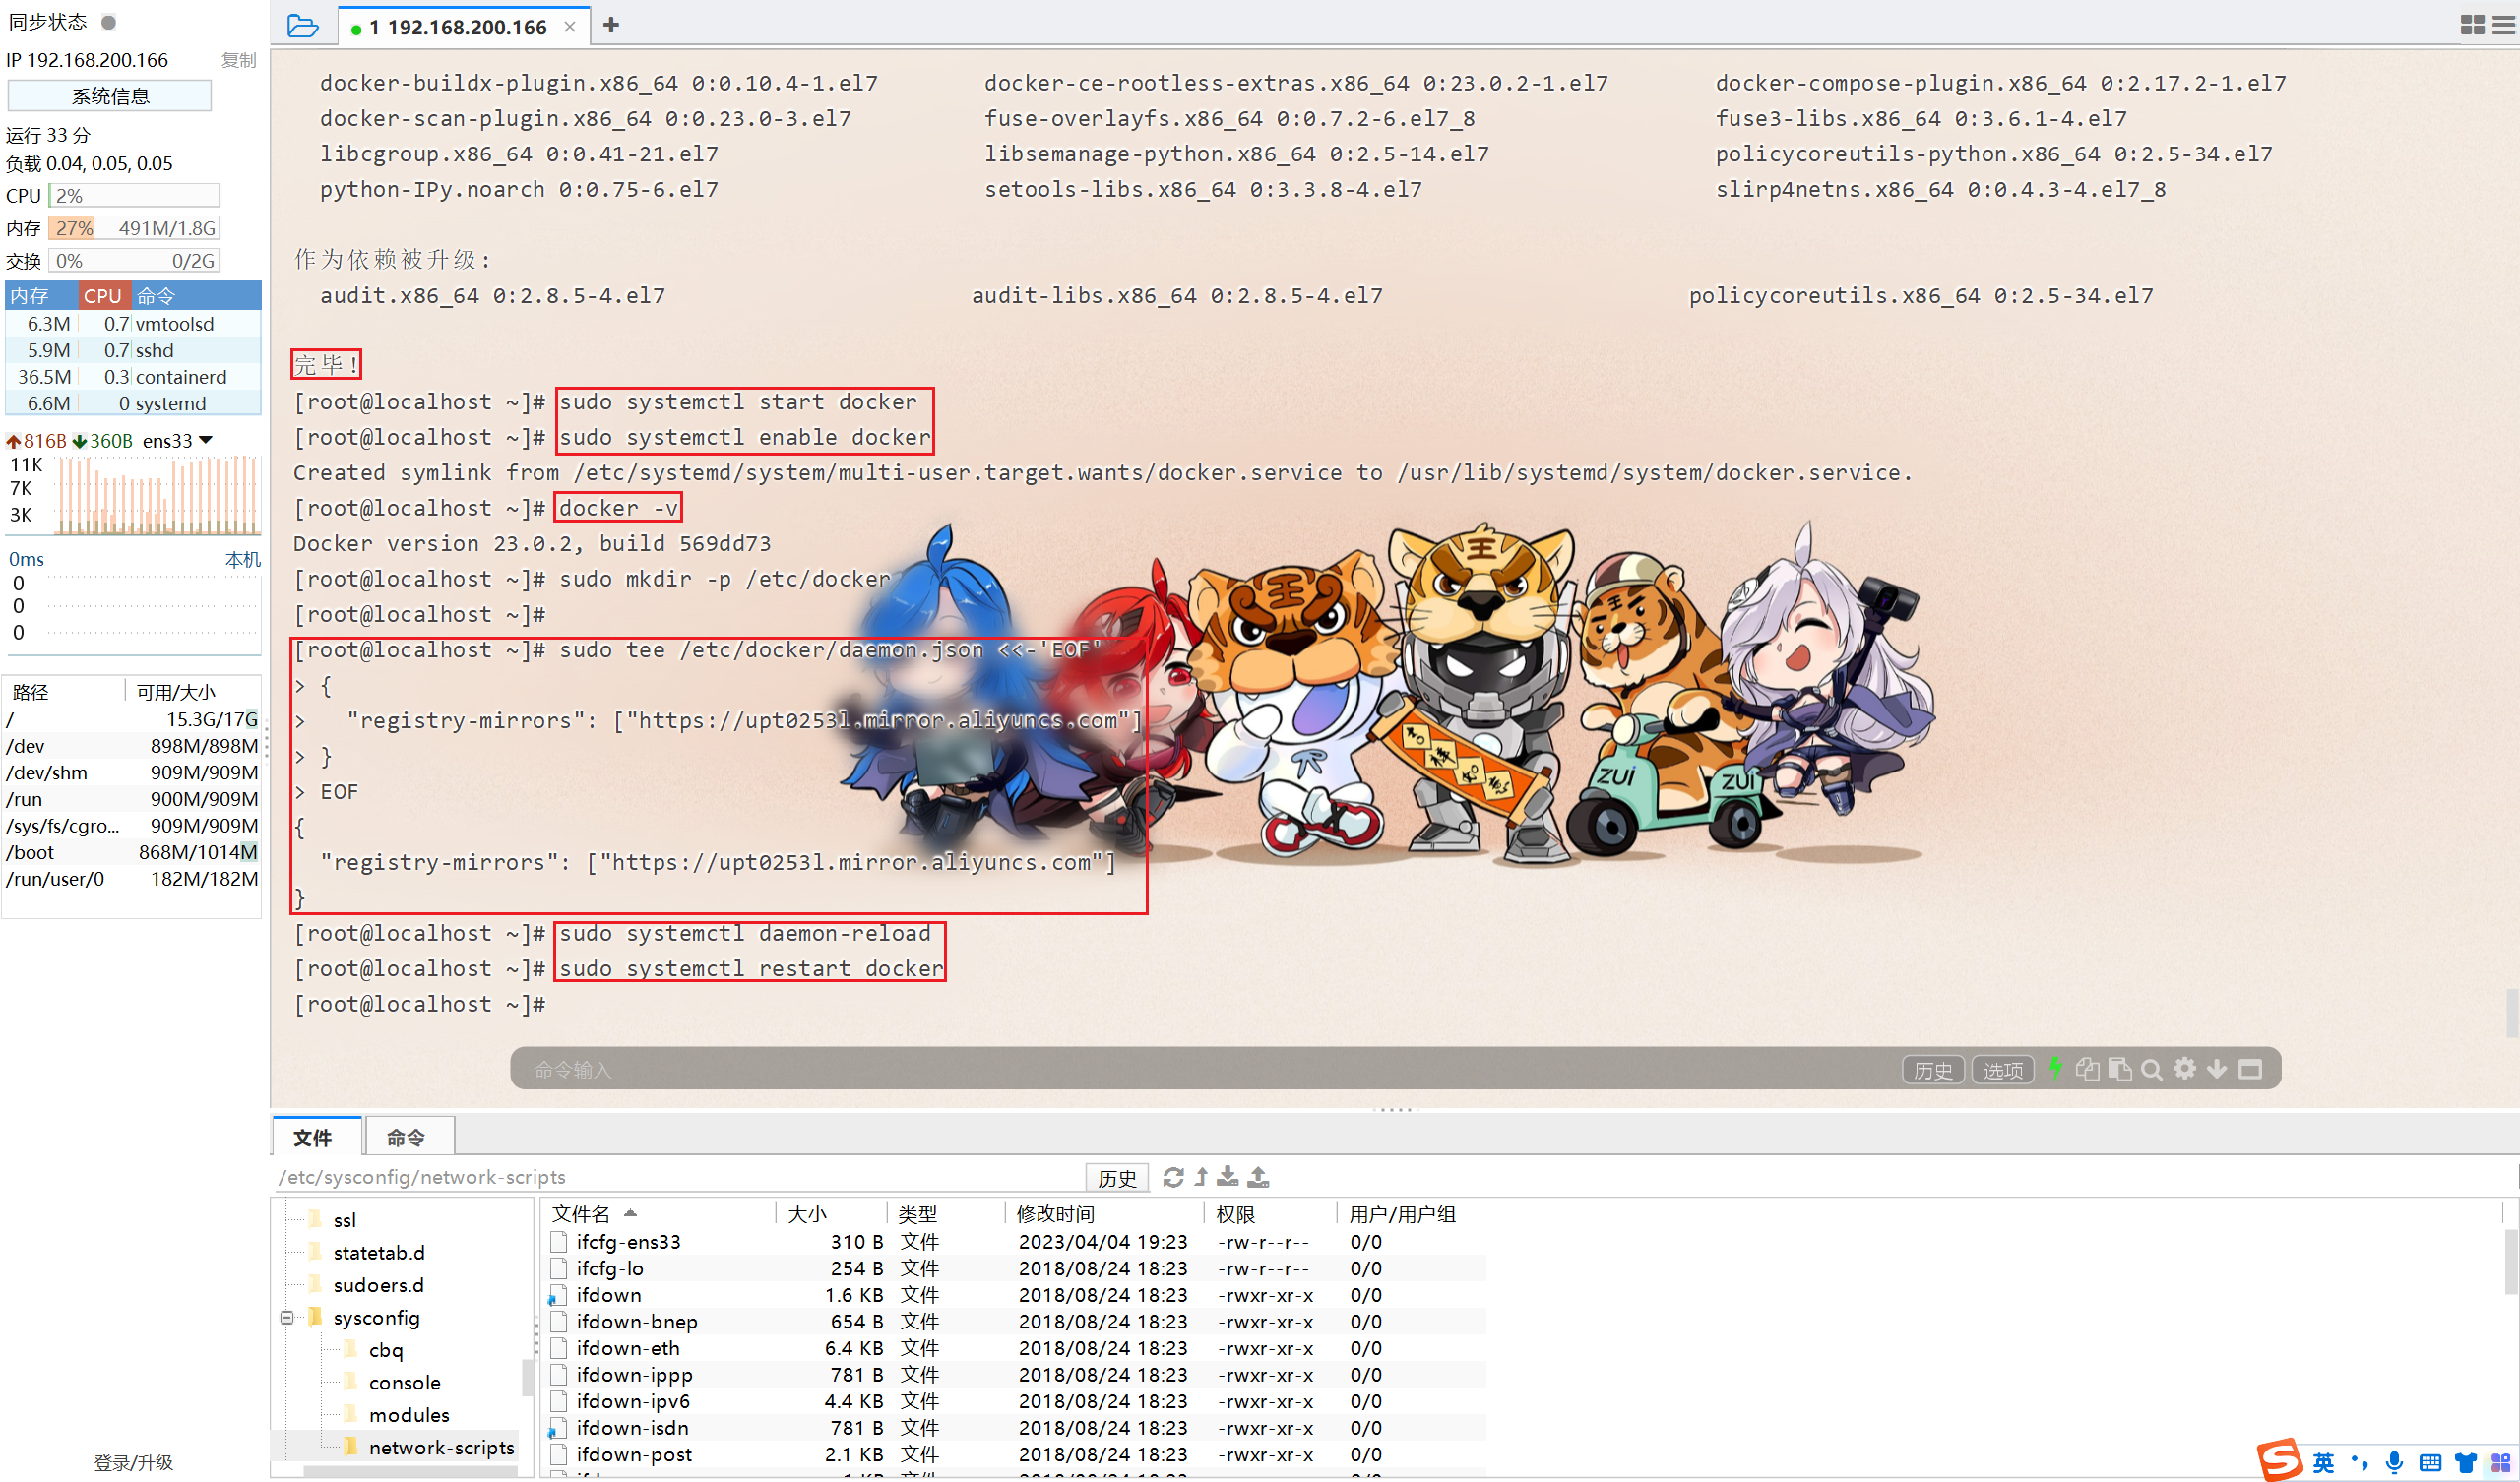 同步状态
IP 192.168.200.166 复制
系统信息
运行 33 分
负载 0.04, 0.05, 0.05
CPU 2%
内存 27% 491M/1.8G
交换 0% 0/2G
内存 CPU 命令
6.3M 0.7 vmtoolsd
5.9M 0.7 sshd
36.5M 0.3 containerd
6.6M 0 systemd
816B 360B ens33
11K
7K
3K
0ms 本机
0
0
0
路径 可用/大小
/ 15.3G/17G
/dev 898M/898M
/dev/shm 909M/909M
/run 900M/909M
/sys/fs/cgro... 909M/909M
/boot 868M/1014M
/run/user/0 182M/182M
登录/升级
1 192.168.200.166
docker-buildx-plugin.x86_64 0:0.10.4-1.el7 docker-ce-rootless-extras.x86_64 0:23.0.2-1.el7 docker-compose-plugin.x86_64 0:2.17.2-1.el7
docker-scan-plugin.x86_64 0:0.23.0-3.el7 fuse-overlayfs.x86_64 0:0.7.2-6.el7_8 fuse3-libs.x86_64 0:3.6.1-4.el7
libcgroup.x86_64 0:0.41-21.el7 libsemanage-python.x86_64 0:2.5-14.el7 policycoreutils-python.x86_64 0:2.5-34.el7
python-IPy.noarch 0:0.75-6.el7 setools-libs.x86_64 0:3.3.8-4.el7 slirp4netns.x86_64 0:0.4.3-4.el7_8
作为依赖被升级:
audit.x86_64 0:2.8.5-4.el7 audit-libs.x86_64 0:2.8.5-4.el7 policycoreutils.x86_64 0:2.5-34.el7
完毕!
[root@localhost ~]# sudo systemctl start docker
[root@localhost ~]# sudo systemctl enable docker
Created symlink from /etc/systemd/system/multi-user.target.wants/docker.service to /usr/lib/systemd/system/docker.service.
[root@localhost ~]# docker -v
Docker version 23.0.2, build 569dd73
[root@localhost ~]# sudo mkdir -p /etc/docker
[root@localhost ~]#
[root@localhost ~]# sudo tee /etc/docker/daemon.json <<-'EOF'
> {
> "registry-mirrors": ["https://upt0253l.mirror.aliyuncs.com"]
> }
> EOF
{
"registry-mirrors": ["https://upt0253l.mirror.aliyuncs.com"]
}
[root@localhost ~]# sudo systemctl daemon-reload
[root@localhost ~]# sudo systemctl restart docker
[root@localhost ~]#
王
王
王
ZUI ZUI
命令输入 历史 选项
文件 命令
/etc/sysconfig/network-scripts 历史
ssl
statetab.d
sudoers.d
sysconfig
cbq
console
modules
network-scripts
文件名 大小 类型 修改时间 权限 用户/用户组
ifcfg-ens33 310 B 文件 2023/04/04 19:23 -rw-r--r-- 0/0
ifcfg-lo 254 B 文件 2018/08/24 18:23 -rw-r--r-- 0/0
ifdown 1.6 KB 文件 2018/08/24 18:23 -rwxr-xr-x 0/0
ifdown-bnep 654 B 文件 2018/08/24 18:23 -rwxr-xr-x 0/0
ifdown-eth 6.4 KB 文件 2018/08/24 18:23 -rwxr-xr-x 0/0
ifdown-ippp 781 B 文件 2018/08/24 18:23 -rwxr-xr-x 0/0
ifdown-ipv6 4.4 KB 文件 2018/08/24 18:23 -rwxr-xr-x 0/0
ifdown-isdn 781 B 文件 2018/08/24 18:23 -rwxr-xr-x 0/0
ifdown-post 2.1 KB 文件 2018/08/24 18:23 -rwxr-xr-x 0/0
英